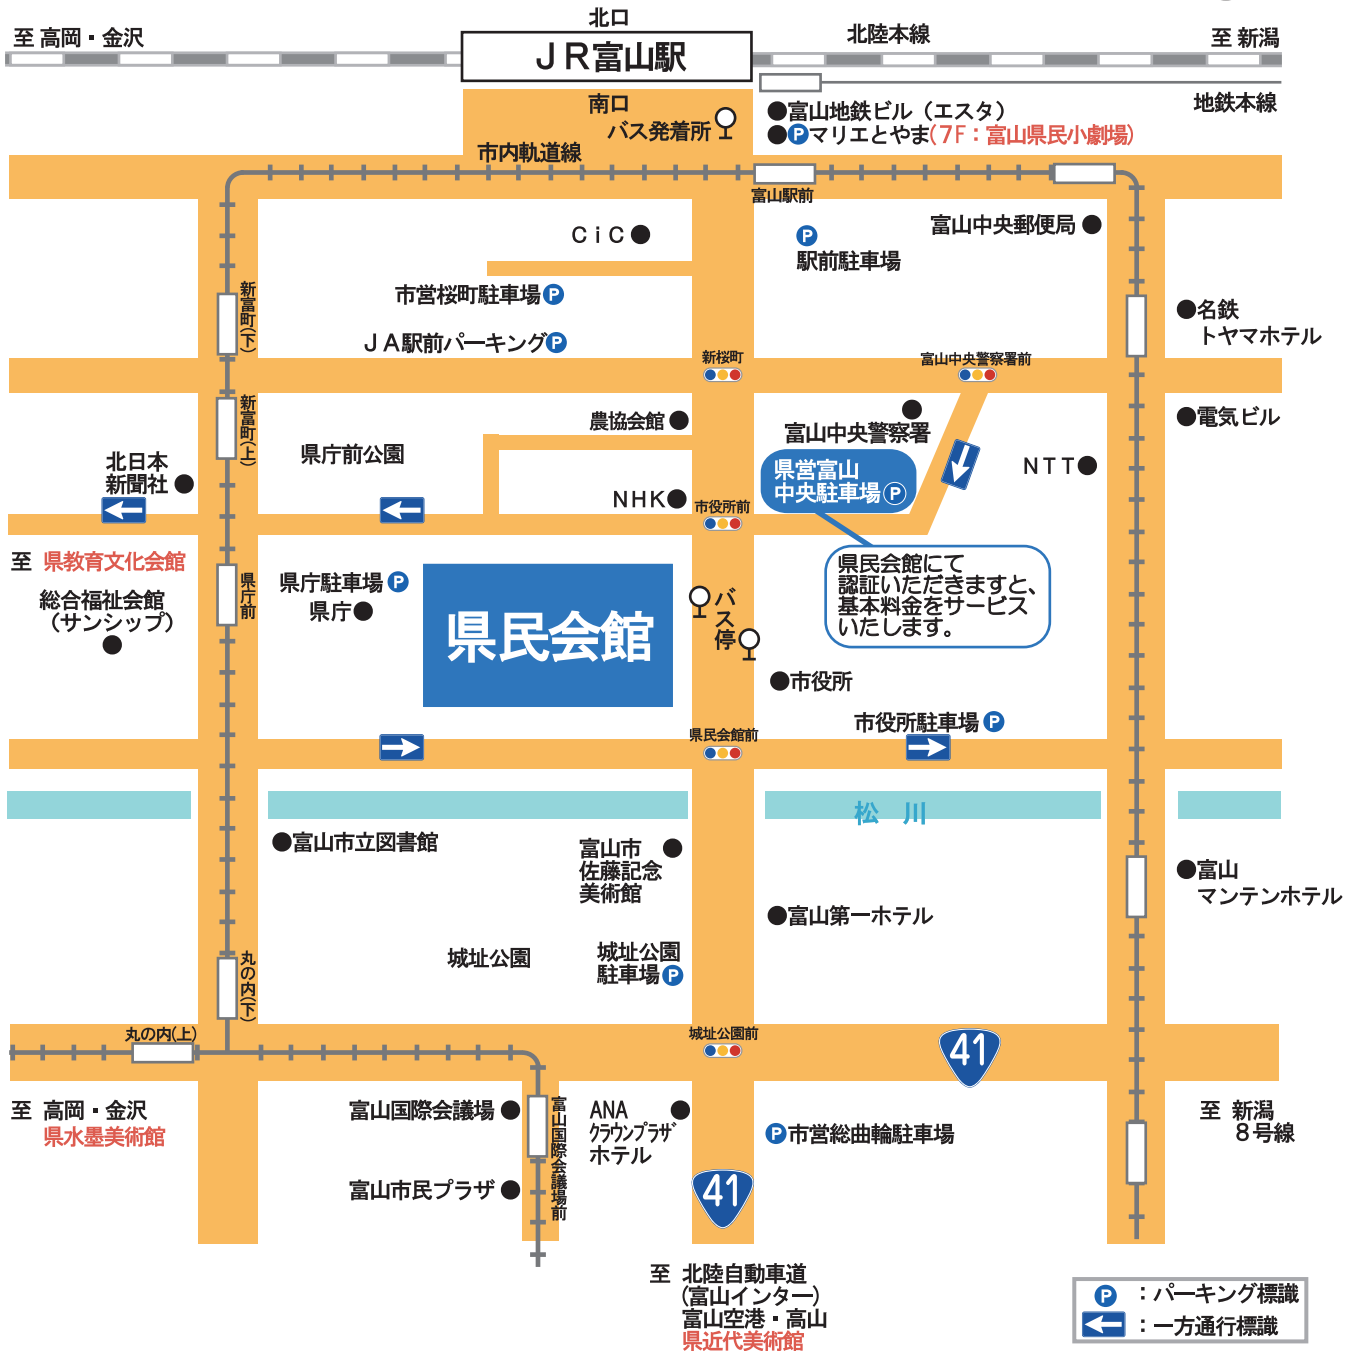 北口
至 高岡・金沢
ＪＲ富山駅
北陸本線
至 新潟
地鉄本線
南口
バス発着所
●富山地鉄ビル（エスタ）
●Ⓟマリエとやま(７F：富山県民小劇場)
市内軌道線
富山駅前
ＣｉＣ●
Ⓟ
駅前駐車場
富山中央郵便局●
市営桜町駐車場Ⓟ
新富町(下)
●名鉄
トヤマホテル
ＪＡ駅前パーキングⓅ
新桜町
富山中央警察署前
新富町(上)
農協会館●
富山中央警察署
●電気ビル
県庁前公園
北日本
新聞社●
県営富山
中央駐車場Ⓟ
ＮＴＴ●
ＮＨＫ●
市役所前
至 県教育文化会館
県庁前
県庁駐車場Ⓟ
県庁●
県民会館
バス停
県民会館にて
認証いただきますと、
基本料金をサービス
いたします。
総合福祉会館
（サンシップ）
●市役所
市役所駐車場Ⓟ
県民会館前
松　川
●富山市立図書館
富山市●
佐藤記念
美術館
●富山
マンテンホテル
●富山第一ホテル
城址公園
城址公園
駐車場Ⓟ
丸の内(下)
丸の内(上)
城址公園前
41
至 高岡・金沢
県水墨美術館
富山国際会議場●
富山国際会議場前
ANA
クラウンプラザ
ホテル
Ⓟ市営総曲輪駐車場
至 新潟
８号線
富山市民プラザ●
41
至 北陸自動車道
(富山インター)
富山空港・高山
県近代美術館
Ⓟ：パーキング標識
：一方通行標識